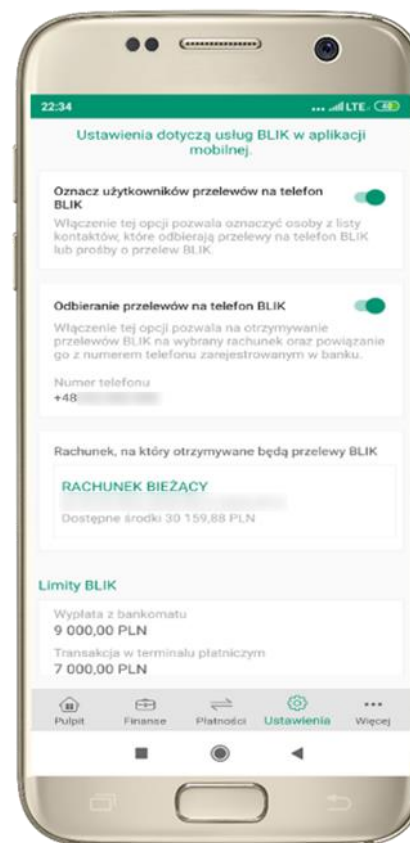 22:34
LTE
48
Ustawienia dotyczą usług BLIK w aplikacji
mobilnej.
Oznacz użytkowników przelewów na telefon
BLIK
Włączenie tej opcji pozwala oznaczyć osoby z listy
kontaktów, które odbierają przelewy na telefon BLIK
lub prośby o przelew BLIK
Odbieranie przelewów na telefon BLIK
Włączenie tej opcji pozwala na otrzymywanie
przelewów BLIK na wybrany rachunek oraz powiązanie
go z numerem telefonu zarejestrowanym w banku.
Numer telefonu
+48
Rachunek, na który otrzymywane będą przelewy BLIK
RACHUNEK BIEŻĄCY
Dostępne środki 30 159,88 PLN
Limity BLIK
Wypłata z bankomatu
9 000,00 PLN
Transakcja w terminalu płatniczym
7 000,00 PLN
Pulpit Finanse Płatności Ustawienia Więcej